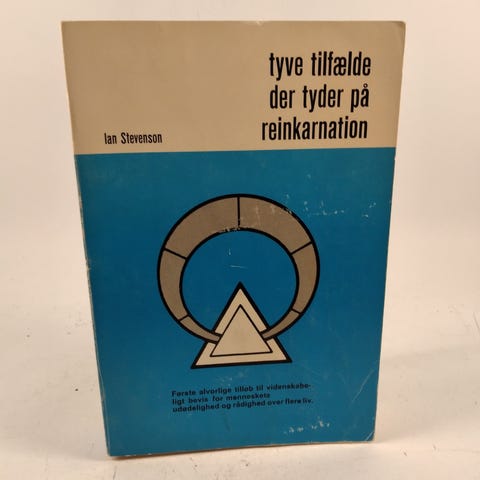 tyve tilfælde
der tyder på
reinkarnation
Ian Stevenson
Første alvorlige tilløb til videnskabe-
ligt bevis for menneskets
udødelighed og rådighed over flere liv.